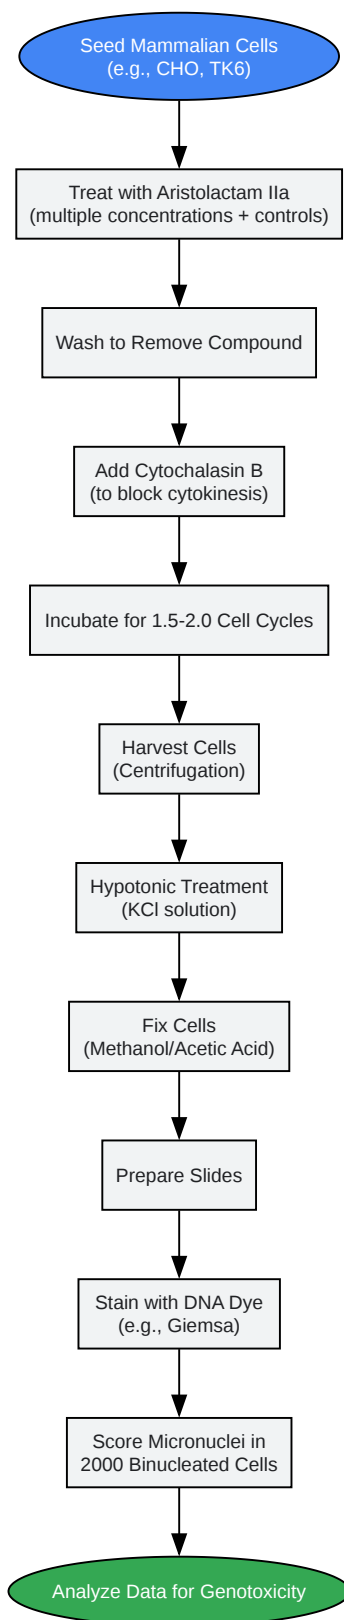 Seed Mammalian Cells
(e.g., CHO, TK6)
Treat with Aristolactam IIa
(multiple concentrations + controls)
Wash to Remove Compound
Add Cytochalasin B
(to block cytokinesis)
Incubate for 1.5-2.0 Cell Cycles
Harvest Cells
(Centrifugation)
Hypotonic Treatment
(KCl solution)
Fix Cells
(Methanol/Acetic Acid)
Prepare Slides
Stain with DNA Dye
(e.g., Giemsa)
Score Micronuclei in
2000 Binucleated Cells
Analyze Data for Genotoxicity